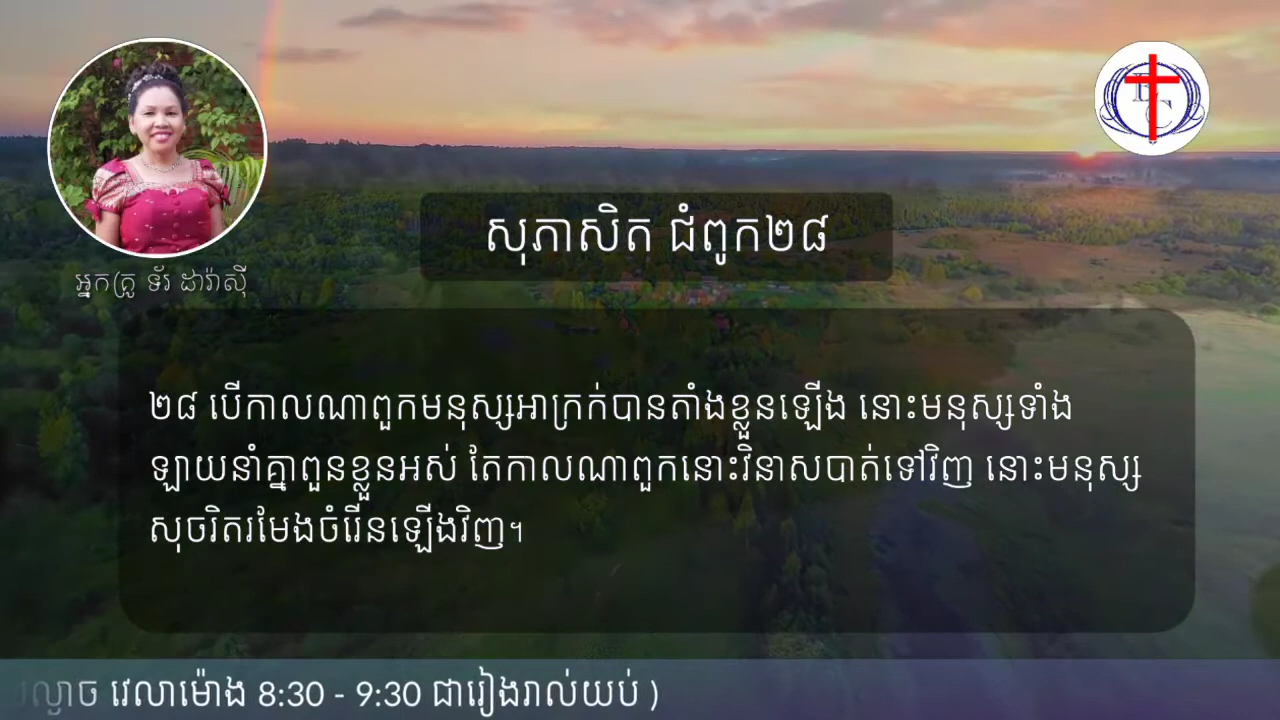 អ្នកគ្រូ ទ័រ ដារ៉ាស៊ី
សុភាសិត ជំពូក២៨
២៨ បើកាលណាពួកមនុស្សអាក្រក់បានតាំងខ្លួនឡើង នោះមនុស្សទាំង
ឡាយនាំគ្នាពួនខ្លួនអស់ តែកាលណាពួកនោះវិនាសបាត់ទៅវិញ នោះមនុស្ស
សុចរិតរមែងចំរើនឡើងវិញ។
វេលាម៉ោង 8:30 - 9:30 ជារៀងរាល់យប់ )